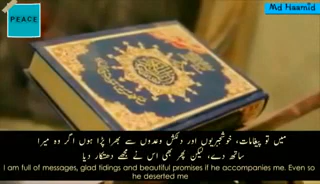 PEACE
Md Haamid
میں تو پیغامات، خوشخبریوں اور دلکش وعدوں سے بھرا پڑا ہوں اگر وہ میرا
ساتھ دے، لیکن پھر بھی اس نے مجھے دھتکار دیا
I am full of messages, glad tidings and beautiful promises if he accompanies me. Even so
he deserted me